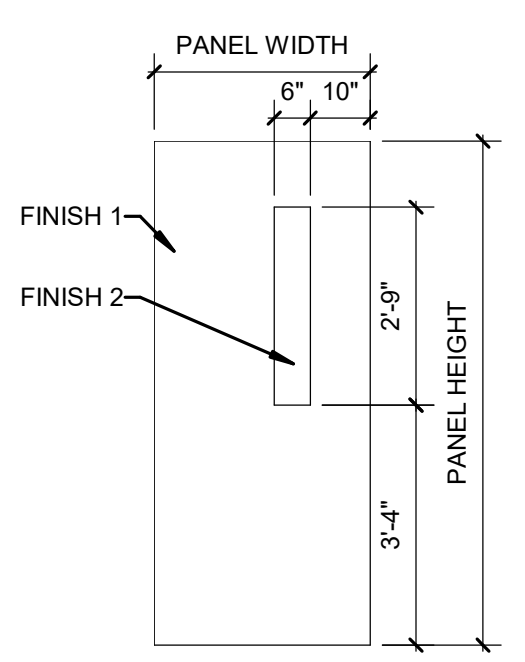 PANEL WIDTH
6" 10"
FINISH 1
FINISH 2
2'-9"
PANEL HEIGHT
3'-4"